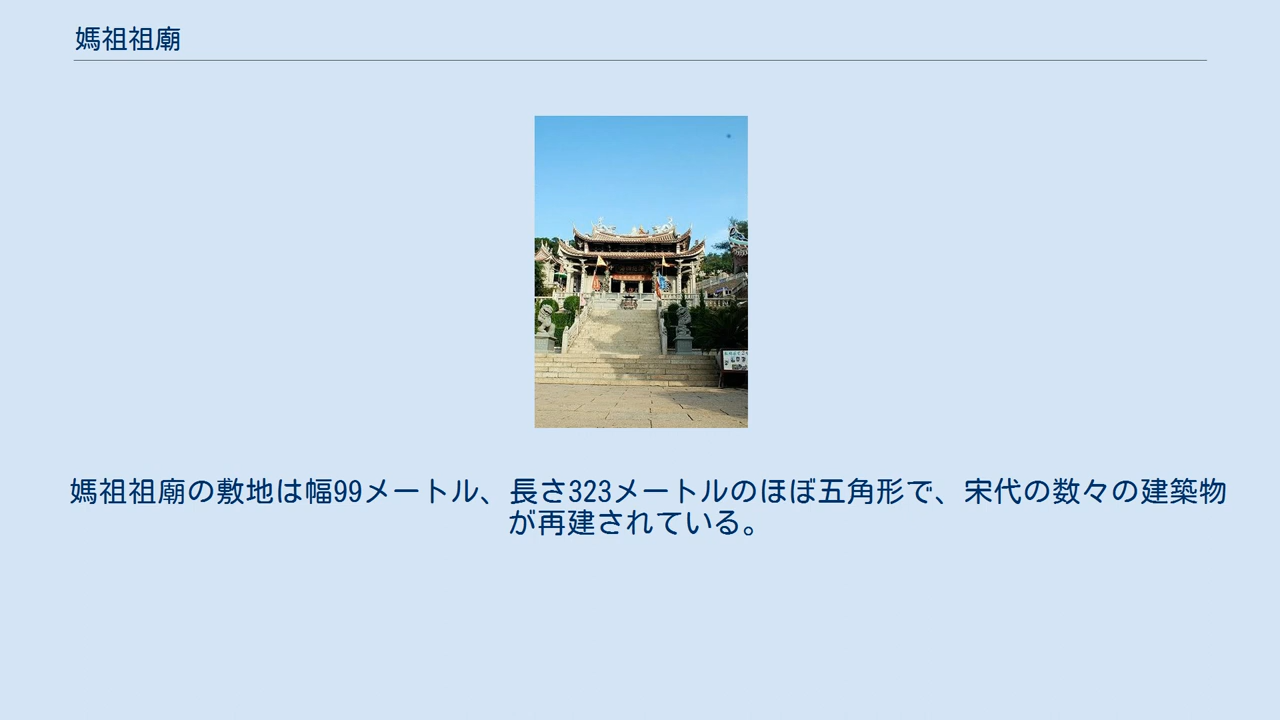 媽祖祖廟
媽祖祖廟の敷地は幅99メートル、長さ323メートルのほぼ五角形で、宋代の数々の建築物
が再建されている。